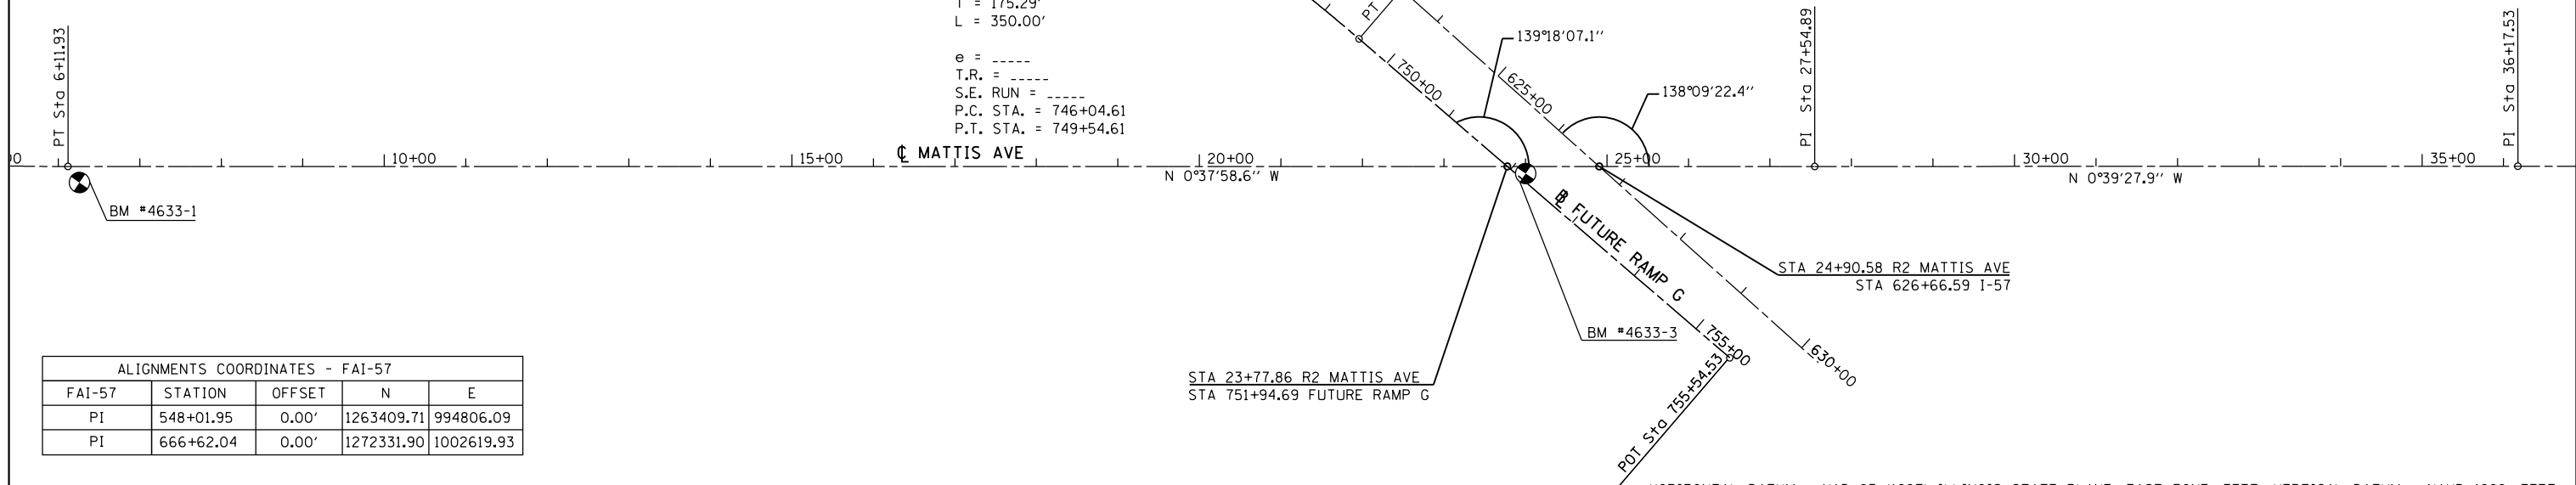 T = 175.29'
L = 350.00'
e = _____
T.R. = _____
S.E. RUN = _____
P.C. STA. = 746+04.61
P.T. STA. = 749+54.61
PT Sta 6+11.93
PT
139°18'07.1''
138°09'22.4''
750+00
625+00
PI Sta 27+54.89
PI Sta 36+17.53
10+00
15+00
℄ MATTIS AVE
20+00
25+00
30+00
35+00
N 0°37'58.6'' W
N 0°39'27.9'' W
BM #4633-1
FUTURE RAMP G
STA 24+90.58 R2 MATTIS AVE
STA 626+66.59 I-57
BM #4633-3
755+00
630+00
STA 23+77.86 R2 MATTIS AVE
STA 751+94.69 FUTURE RAMP G
POT Sta 755+54.53
ALIGNMENTS COORDINATES - FAI-57
FAI-57 STATION OFFSET N E
PI 548+01.95 0.00' 1263409.71 994806.09
PI 666+62.04 0.00' 1272331.90 1002619.93